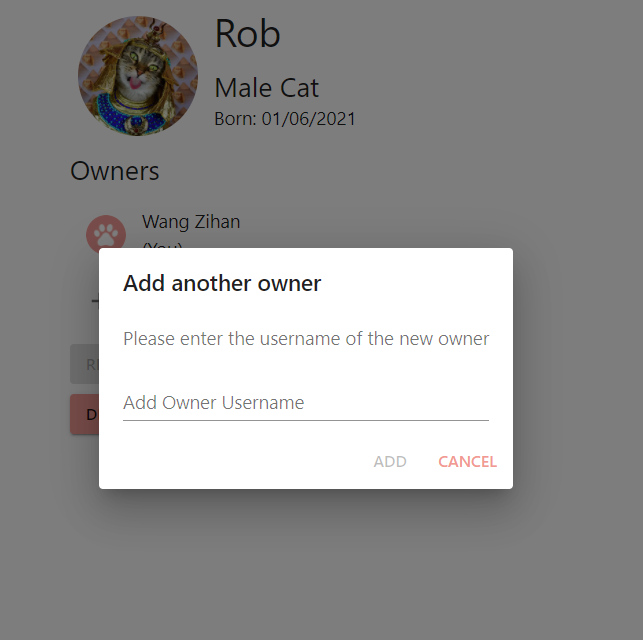 Rob
Male Cat
Born: 01/06/2021
Owners
Wang Zihan
(You)
Add another owner
Please enter the username of the new owner
Add Owner Username
ADD CANCEL